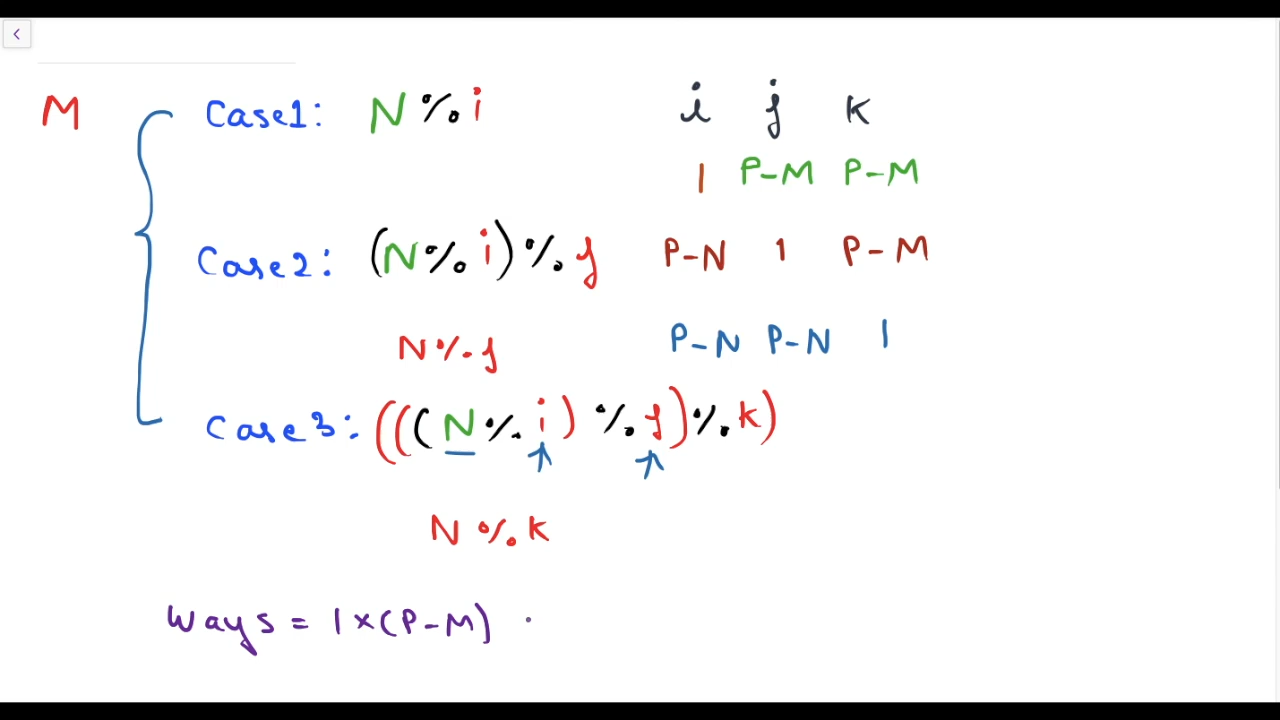 M Case1: N % i i j k
1 P-M P-M
Case2: (N % i) % j P-N 1 P-M
N % j P-N P-N 1
Case3: (((N % i) % j) % k)
N % k
Ways = 1 x (P-M)